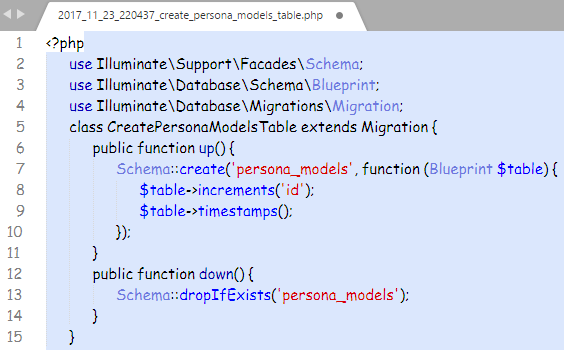 2017_11_23_220437_create_persona_models_table.php
1 <?php
2 use Illuminate\Support\Facades\Schema;
3 use Illuminate\Database\Schema\Blueprint;
4 use Illuminate\Database\Migrations\Migration;
5 class CreatePersonaModelsTable extends Migration {
6 public function up() {
7 Schema::create('persona_models', function (Blueprint $table) {
8 $table->increments('id');
9 $table->timestamps();
10 });
11 }
12 public function down() {
13 Schema::dropIfExists('persona_models');
14 }
15 }